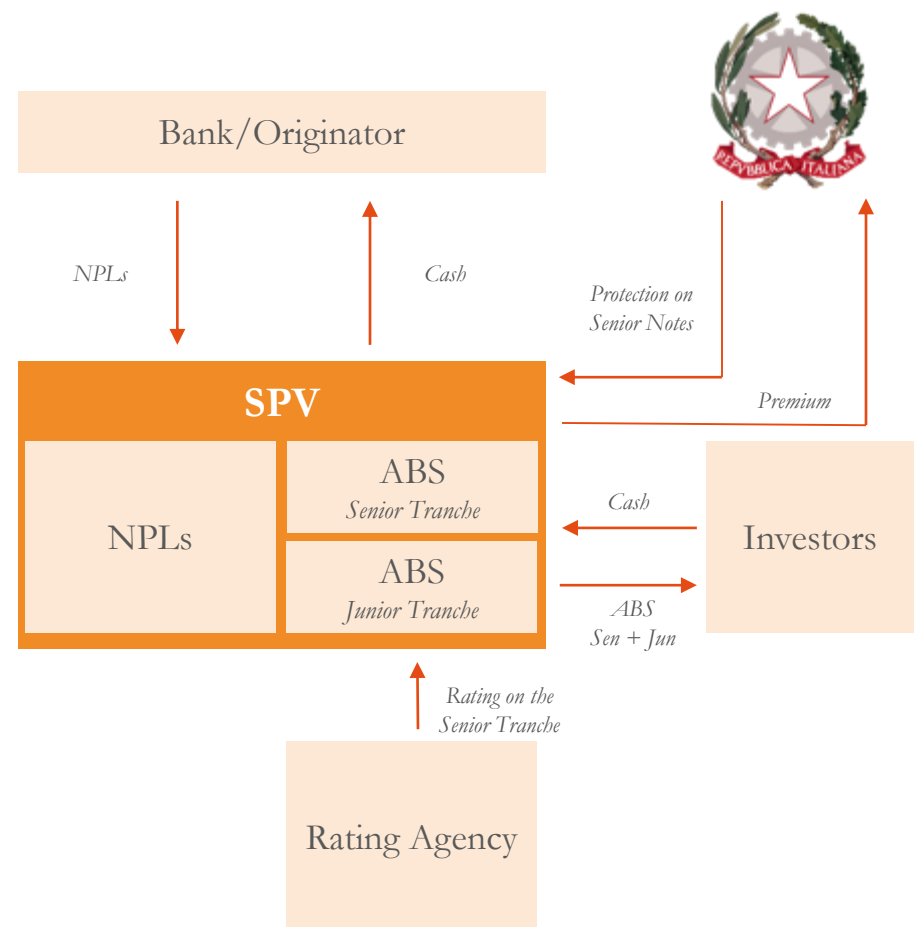 Bank/Originator
REPVBBLICA ITALIANA
NPLs
Cash
Protection on
Senior Notes
SPV
Premium
NPLs
ABS
Senior Tranche
ABS
Junior Tranche
Cash
ABS
Sen + Jun
Investors
Rating on the
Senior Tranche
Rating Agency